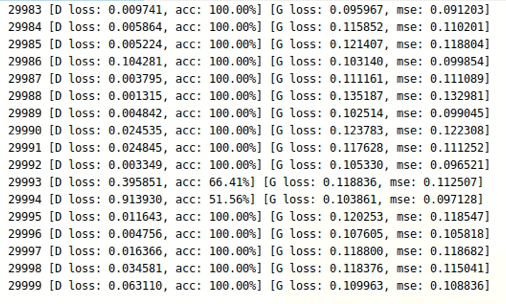 29983 [D loss: 0.009741, acc: 100.00%] [G loss: 0.095967, mse: 0.091203]
29984 [D loss: 0.005864, acc: 100.00%] [G loss: 0.115852, mse: 0.110201]
29985 [D loss: 0.005224, acc: 100.00%] [G loss: 0.121407, mse: 0.118804]
29986 [D loss: 0.104281, acc: 100.00%] [G loss: 0.103140, mse: 0.099854]
29987 [D loss: 0.003795, acc: 100.00%] [G loss: 0.111161, mse: 0.111089]
29988 [D loss: 0.001315, acc: 100.00%] [G loss: 0.135187, mse: 0.132981]
29989 [D loss: 0.004842, acc: 100.00%] [G loss: 0.102514, mse: 0.099045]
29990 [D loss: 0.024535, acc: 100.00%] [G loss: 0.123783, mse: 0.122308]
29991 [D loss: 0.024845, acc: 100.00%] [G loss: 0.117628, mse: 0.111252]
29992 [D loss: 0.003349, acc: 100.00%] [G loss: 0.105330, mse: 0.096521]
29993 [D loss: 0.395851, acc: 66.41%] [G loss: 0.118836, mse: 0.112507]
29994 [D loss: 0.913930, acc: 51.56%] [G loss: 0.103861, mse: 0.097128]
29995 [D loss: 0.011643, acc: 100.00%] [G loss: 0.120253, mse: 0.118547]
29996 [D loss: 0.004756, acc: 100.00%] [G loss: 0.107605, mse: 0.105818]
29997 [D loss: 0.016366, acc: 100.00%] [G loss: 0.118800, mse: 0.118682]
29998 [D loss: 0.034581, acc: 100.00%] [G loss: 0.118376, mse: 0.115041]
29999 [D loss: 0.063110, acc: 100.00%] [G loss: 0.109963, mse: 0.108836]